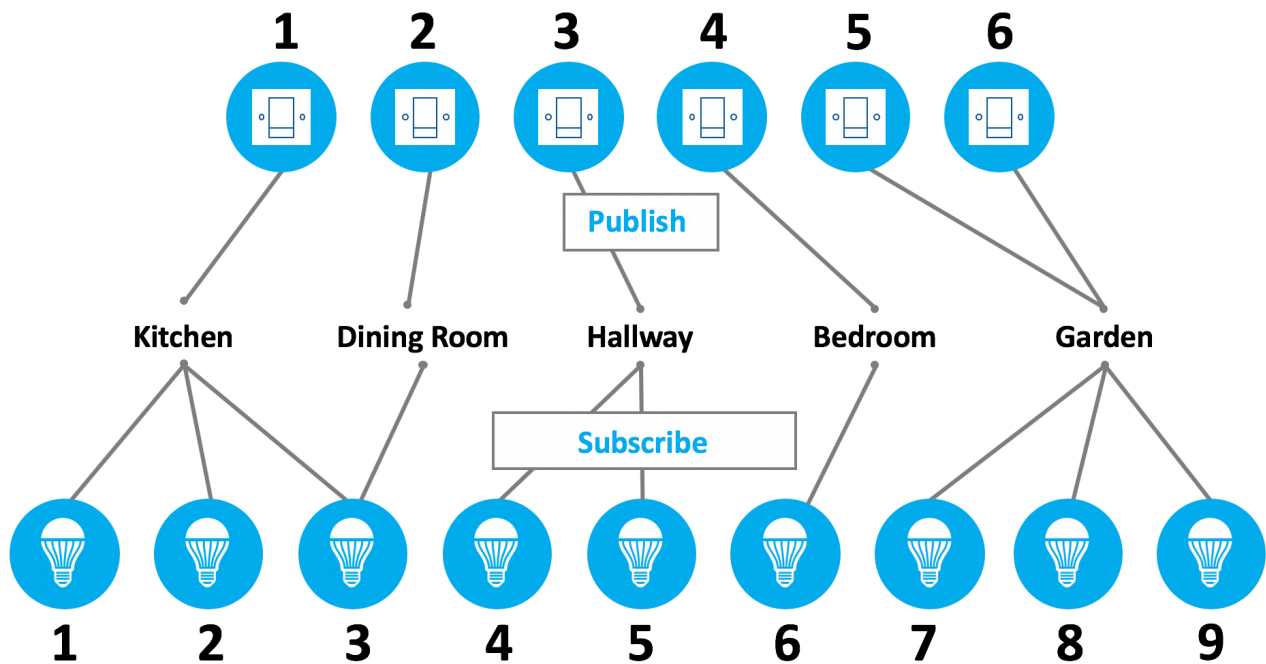 1 2 3 4 5 6
Publish
Kitchen Dining Room Hallway Bedroom Garden
Subscribe
1 2 3 4 5 6 7 8 9